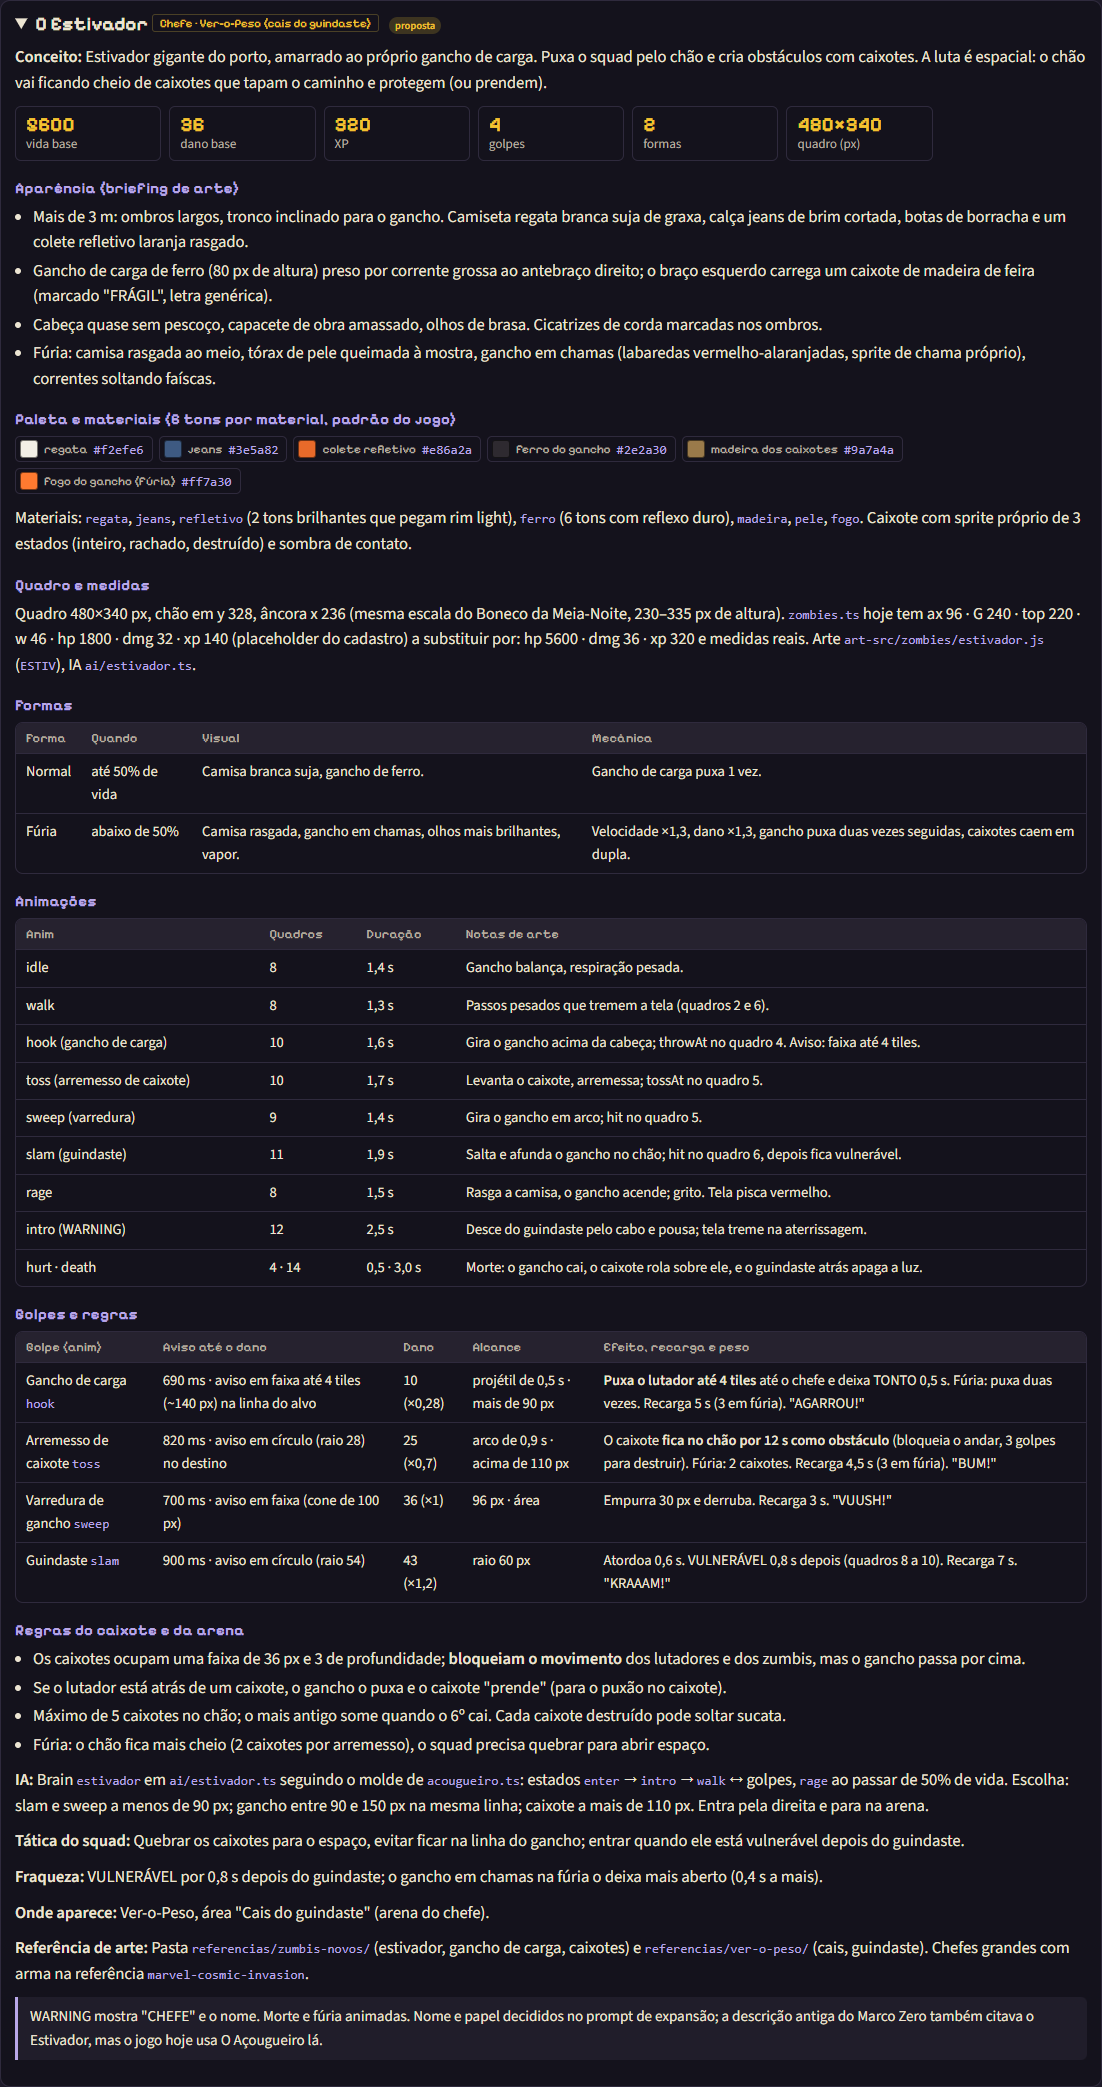 ▼ O Estivador Chefe · Ver-o-Peso (cais do guindaste) proposta
Conceito: Estivador gigante do porto, amarrado ao próprio gancho de carga. Puxa o squad pelo chão e cria obstáculos com caixotes. A luta é espacial: o chão
vai ficando cheio de caixotes que tapam o caminho e protegem (ou prendem).
5600 36 320 4 2 480×340
vida base dano base XP golpes formas quadro (px)
Aparência (briefing de arte)
• Mais de 3 m: ombros largos, tronco inclinado para o gancho. Camiseta regata branca suja de graxa, calça jeans de brim cortada, botas de borracha e um
colete refletivo laranja rasgado.
• Gancho de carga de ferro (80 px de altura) preso por corrente grossa ao antebraço direito; o braço esquerdo carrega um caixote de madeira de feira
(marcado "FRÁGIL", letra genérica).
• Cabeça quase sem pescoço, capacete de obra amassado, olhos de brasa. Cicatrizes de corda marcadas nos ombros.
• Fúria: camisa rasgada ao meio, tórax de pele queimada à mostra, gancho em chamas (labaredas vermelho-alaranjadas, sprite de chama próprio),
correntes soltando faíscas.
Paleta e materiais (6 tons por material, padrão do jogo)
regata #f2efe6 jeans #3e5a82 colete refletivo #e86a2a ferro do gancho #2e2a30 madeira dos caixotes #9a7a4a
fogo do gancho (fúria) #ff7a30
Materiais: regata, jeans, refletivo (2 tons brilhantes que pegam rim light), ferro (6 tons com reflexo duro), madeira, pele, fogo. Caixote com sprite próprio de 3
estados (inteiro, rachado, destruído) e sombra de contato.
Quadro e medidas
Quadro 480×340 px, chão em y 328, âncora x 236 (mesma escala do Boneco da Meia-Noite, 230–335 px de altura). zombies.ts hoje tem ax 96 · G 240 · top 220 ·
w 46 · hp 1800 · dmg 32 · xp 140 (placeholder do cadastro) a substituir por: hp 5600 · dmg 36 · xp 320 e medidas reais. Arte art-src/zombies/estivador.js
(ESTIV), IA ai/estivador.ts.
Formas
Forma Quando Visual Mecânica
Normal até 50% de Camisa branca suja, gancho de ferro. Gancho de carga puxa 1 vez.
vida
Fúria abaixo de 50% Camisa rasgada, gancho em chamas, olhos mais brilhantes, Velocidade ×1,3, dano ×1,3, gancho puxa duas vezes seguidas, caixotes caem em
vapor. dupla.
Animações
Anim Quadros Duração Notas de arte
idle 8 1,4 s Gancho balança, respiração pesada.
walk 8 1,3 s Passos pesados que tremem a tela (quadros 2 e 6).
hook (gancho de carga) 10 1,6 s Gira o gancho acima da cabeça; throwAt no quadro 4. Aviso: faixa até 4 tiles.
toss (arremesso de caixote) 10 1,7 s Levanta o caixote, arremessa; tossAt no quadro 5.
sweep (varredura) 9 1,4 s Gira o gancho em arco; hit no quadro 5.
slam (guindaste) 11 1,9 s Salta e afunda o gancho no chão; hit no quadro 6, depois fica vulnerável.
rage 8 1,5 s Rasga a camisa, o gancho acende; grito. Tela pisca vermelho.
intro (WARNING) 12 2,5 s Desce do guindaste pelo cabo e pousa; tela treme na aterrissagem.
hurt · death 4 · 14 0,5 · 3,0 s Morte: o gancho cai, o caixote rola sobre ele, e o guindaste atrás apaga a luz.
Golpes e regras
Golpe (anim) Aviso até o dano Dano Alcance Efeito, recarga e peso
Gancho de carga 690 ms · aviso em faixa até 4 tiles 10 projétil de 0,5 s · Puxa o lutador até 4 tiles até o chefe e deixa TONTO 0,5 s. Fúria: puxa duas
hook (~140 px) na linha do alvo (×0,28) mais de 90 px vezes. Recarga 5 s (3 em fúria). "AGARROU!"
Arremesso de 820 ms · aviso em círculo (raio 28) 25 arco de 0,9 s · O caixote fica no chão por 12 s como obstáculo (bloqueia o andar, 3 golpes
caixote toss no destino (×0,7) acima de 110 px para destruir). Fúria: 2 caixotes. Recarga 4,5 s (3 em fúria). "BUM!"
Varredura de 700 ms · aviso em faixa (cone de 100 36 (×1) 96 px · área Empurra 30 px e derruba. Recarga 3 s. "VUUSH!"
gancho sweep px)
Guindaste slam 900 ms · aviso em círculo (raio 54) 43 raio 60 px Atordoa 0,6 s. VULNERÁVEL 0,8 s depois (quadros 8 a 10). Recarga 7 s.
(×1,2) "KRAAAM!"
Regras do caixote e da arena
• Os caixotes ocupam uma faixa de 36 px e 3 de profundidade; bloqueiam o movimento dos lutadores e dos zumbis, mas o gancho passa por cima.
• Se o lutador está atrás de um caixote, o gancho o puxa e o caixote "prende" (para o puxão no caixote).
• Máximo de 5 caixotes no chão; o mais antigo some quando o 6º cai. Cada caixote destruído pode soltar sucata.
• Fúria: o chão fica mais cheio (2 caixotes por arremesso), o squad precisa quebrar para abrir espaço.
IA: Brain estivador em ai/estivador.ts seguindo o molde de acougueiro.ts: estados enter → intro → walk ↔ golpes, rage ao passar de 50% de vida. Escolha:
slam e sweep a menos de 90 px; gancho entre 90 e 150 px na mesma linha; caixote a mais de 110 px. Entra pela direita e para na arena.
Tática do squad: Quebrar os caixotes para o espaço, evitar ficar na linha do gancho; entrar quando ele está vulnerável depois do guindaste.
Fraqueza: VULNERÁVEL por 0,8 s depois do guindaste; o gancho em chamas na fúria o deixa mais aberto (0,4 s a mais).
Onde aparece: Ver-o-Peso, área "Cais do guindaste" (arena do chefe).
Referência de arte: Pasta referencias/zumbis-novos/ (estivador, gancho de carga, caixotes) e referencias/ver-o-peso/ (cais, guindaste). Chefes grandes com
arma na referência marvel-cosmic-invasion.
WARNING mostra "CHEFE" e o nome. Morte e fúria animadas. Nome e papel decididos no prompt de expansão; a descrição antiga do Marco Zero também citava o
Estivador, mas o jogo hoje usa O Açougueiro lá.